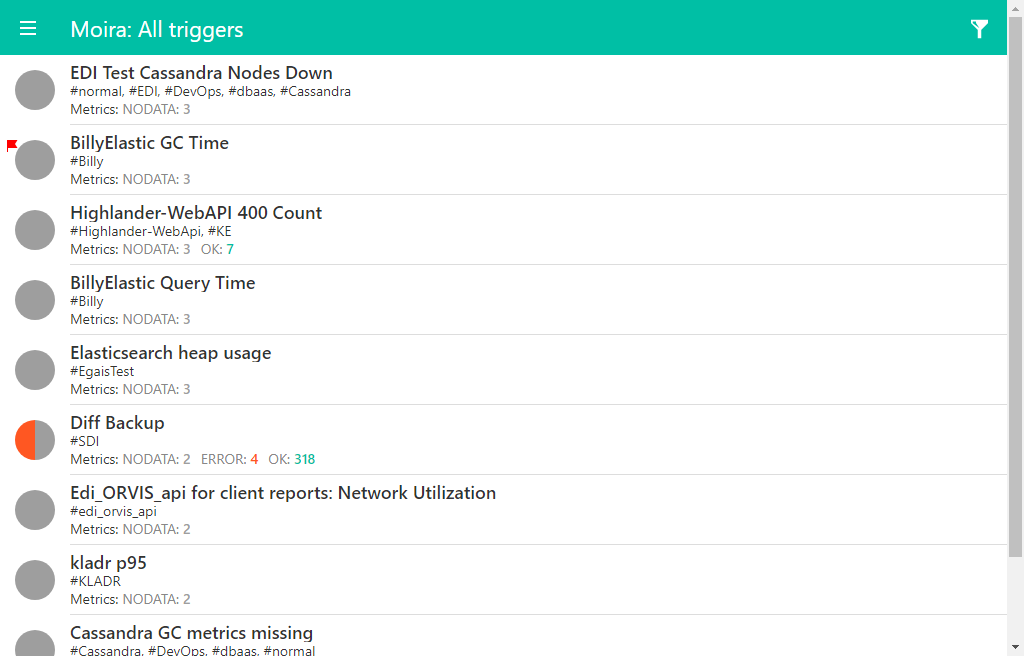 Moira: All triggers
EDI Test Cassandra Nodes Down
#normal, #EDI, #DevOps, #dbaas, #Cassandra
Metrics: NODATA: 3
BillyElastic GC Time
#Billy
Metrics: NODATA: 3
Highlander-WebAPI 400 Count
#Highlander-WebApi, #KE
Metrics: NODATA: 3 OK: 7
BillyElastic Query Time
#Billy
Metrics: NODATA: 3
Elasticsearch heap usage
#EgaisTest
Metrics: NODATA: 3
Diff Backup
#SDI
Metrics: NODATA: 2 ERROR: 4 OK: 318
Edi_ORVIS_api for client reports: Network Utilization
#edi_orvis_api
Metrics: NODATA: 2
kladr p95
#KLADR
Metrics: NODATA: 2
Cassandra GC metrics missing
#Cassandra, #DevOps, #dbaas, #normal